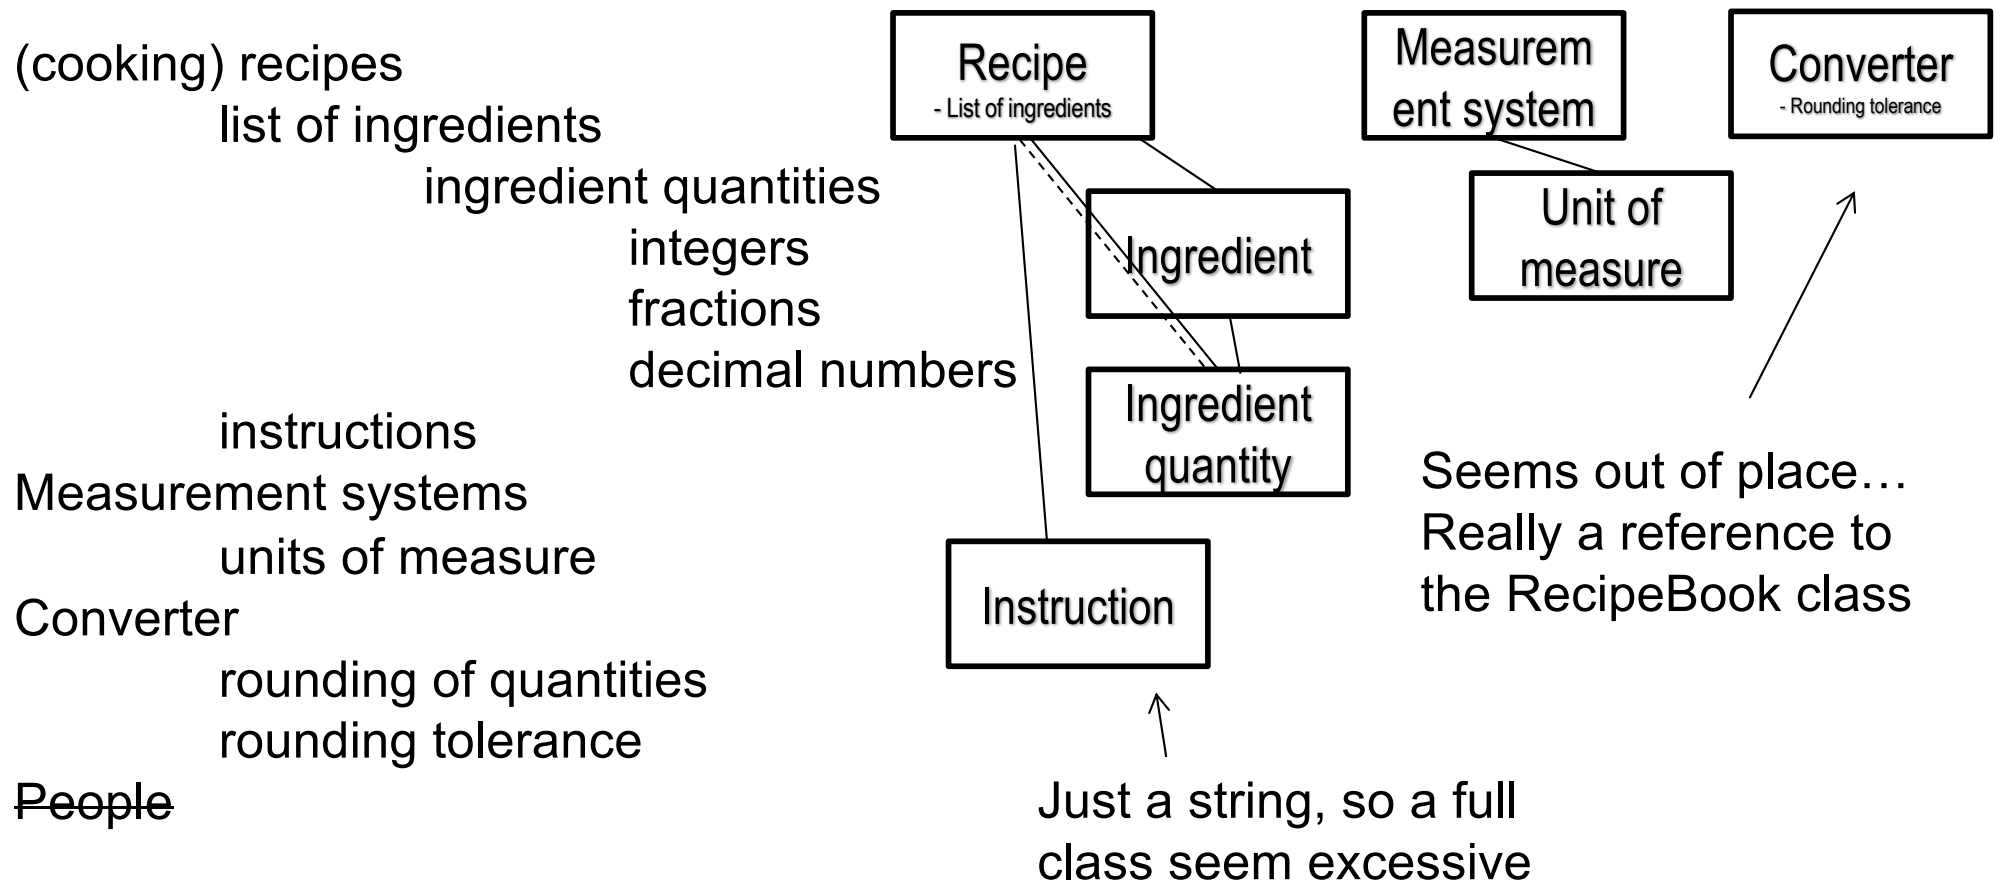 (cooking) recipes
list of ingredients
ingredient quantities
integers
fractions
decimal numbers
instructions
Measurement systems
units of measure
Converter
rounding of quantities
rounding tolerance
People
Recipe
- List of ingredients
Ingredient
Ingredient
quantity
Instruction
Just a string, so a full
class seem excessive
Measurem
ent system
Unit of
measure
Converter
- Rounding tolerance
Seems out of place…
Really a reference to
the RecipeBook class